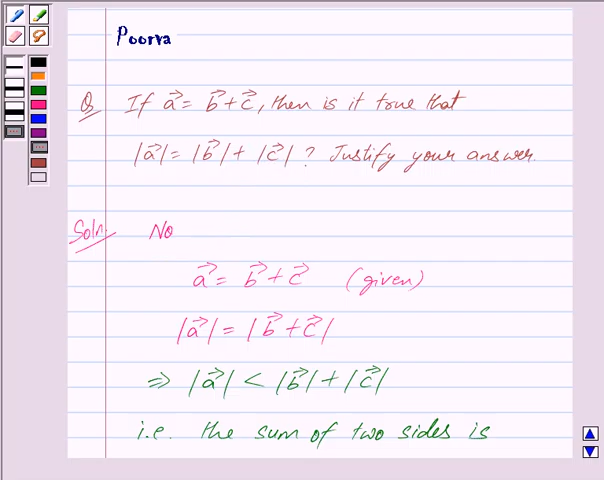 Poorva
Q If a⃗ = b⃗ + c⃗, then is it true that
|a⃗| = |b⃗| + |c⃗| ? Justify your answer.
Soln. No
a⃗ = b⃗ + c⃗ (given)
|a⃗| = |b⃗ + c⃗|
⇒ |a⃗| < |b⃗| + |c⃗|
i.e. the sum of two sides is